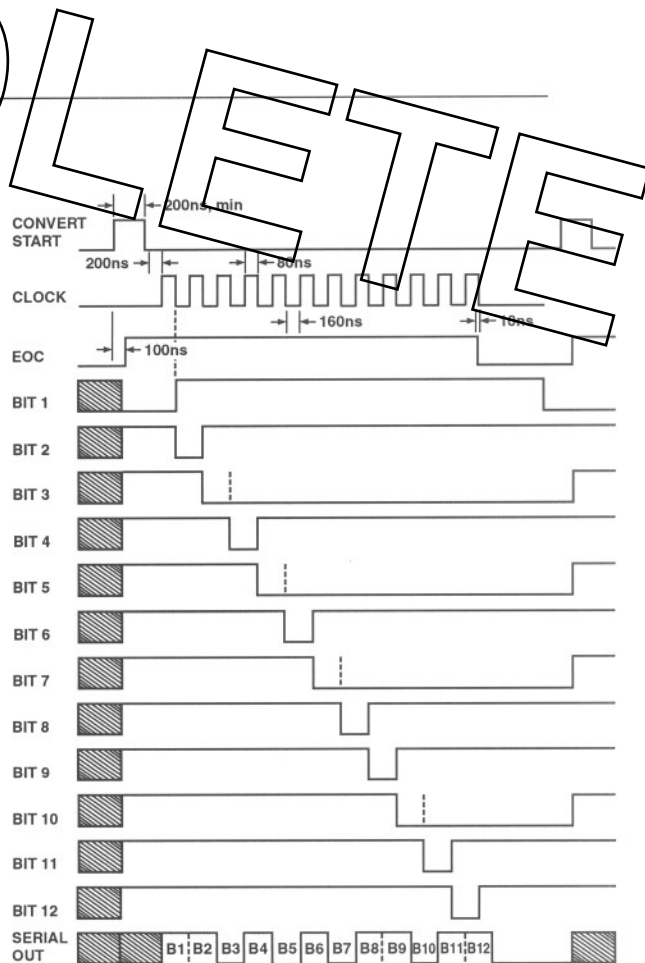 OLETE
200ns, min
CONVERT
START
200ns
80ns
CLOCK
160ns
10ns
EOC
100ns
BIT 1
BIT 2
BIT 3
BIT 4
BIT 5
BIT 6
BIT 7
BIT 8
BIT 9
BIT 10
BIT 11
BIT 12
SERIAL
OUT
B1 B2 B3 B4 B5 B6 B7 B8 B9 B10 B11 B12